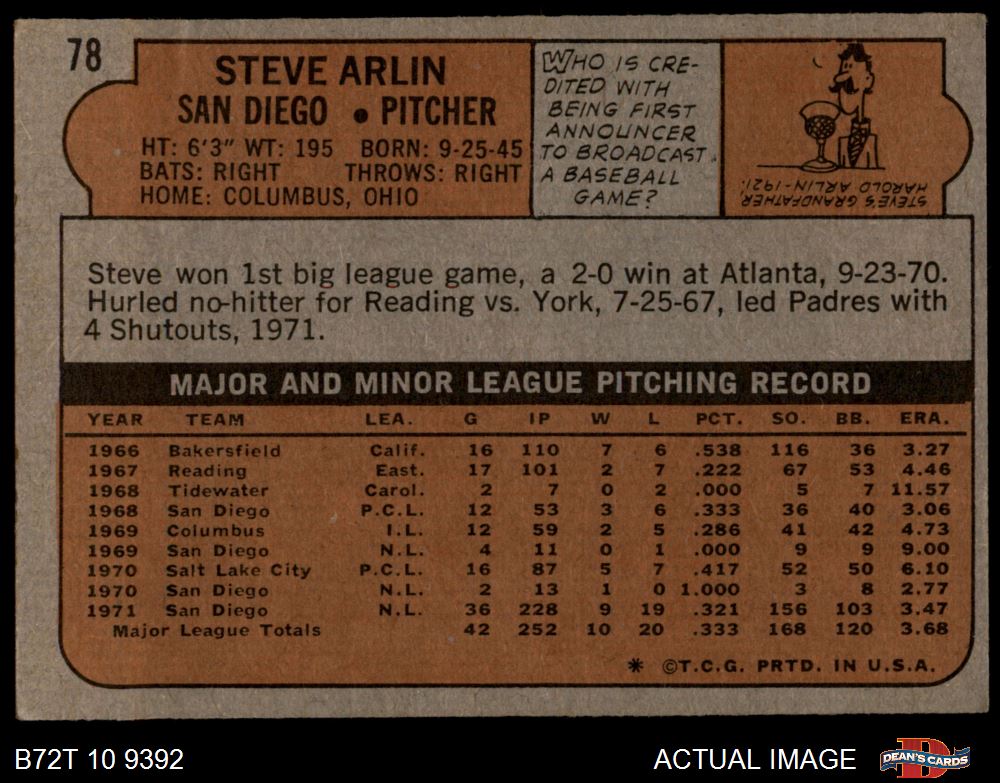 78
STEVE ARLIN
SAN DIEGO • PITCHER
HT: 6'3" WT: 195 BORN: 9-25-45
BATS: RIGHT THROWS: RIGHT
HOME: COLUMBUS, OHIO
WHO IS CRE-
DITED WITH
BEING FIRST
ANNOUNCER
TO BROADCAST
A BASEBALL
GAME?
STEVE'S GRANDFATHER
HAROLD ARLIN-1921.
Steve won 1st big league game, a 2-0 win at Atlanta, 9-23-70.
Hurled no-hitter for Reading vs. York, 7-25-67, led Padres with
4 Shutouts, 1971.
MAJOR AND MINOR LEAGUE PITCHING RECORD
YEAR TEAM LEA. G IP W L PCT. SO. BB. ERA.
1966 Bakersfield Calif. 16 110 7 6 .538 116 36 3.27
1967 Reading East. 17 101 2 7 .222 67 53 4.46
1968 Tidewater Carol. 2 7 0 2 .000 5 7 11.57
1968 San Diego P.C.L. 12 53 3 6 .333 36 40 3.06
1969 Columbus I.L. 12 59 2 5 .286 41 42 4.73
1969 San Diego N.L. 4 11 0 1 .000 9 9 9.00
1970 Salt Lake City P.C.L. 16 87 5 7 .417 52 50 6.10
1970 San Diego N.L. 2 13 1 0 1.000 3 8 2.77
1971 San Diego N.L. 36 228 9 19 .321 156 103 3.47
Major League Totals 42 252 10 20 .333 168 120 3.68
* ©T.C.G. PRTD. IN U.S.A.
B72T 10 9392
ACTUAL IMAGE
DEAN'S CARDS